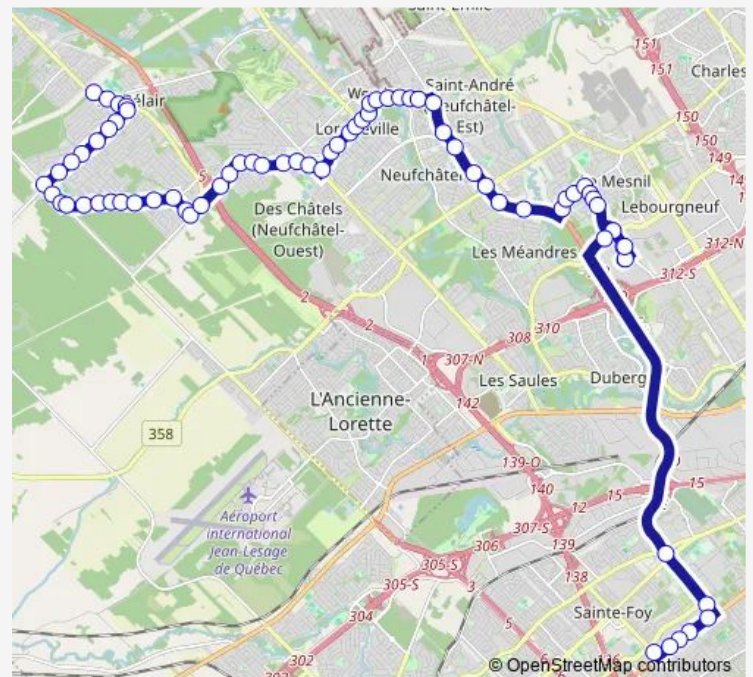 Saint-Émile
151
151
Charles
élair
Saint-André
(Neufchâtel-
Est)
150
150
149
5
Neufchâtel
Mesnil
Lebourgneuf
Des Châtels
(Neufchâtel-
Ouest)
Les Méandres
312-N
312-S
2
2
308
310
1
307-N
L'Ancienne-
Lorette
Les Saules
142
358
139-O
140
15
15
12
307-S
Aéroport
international
Jean-Lesage
de Québec
306
139
305-S
138
305-S
3
304
5
Sainte-Foy
302
© OpenStreetMap contributors